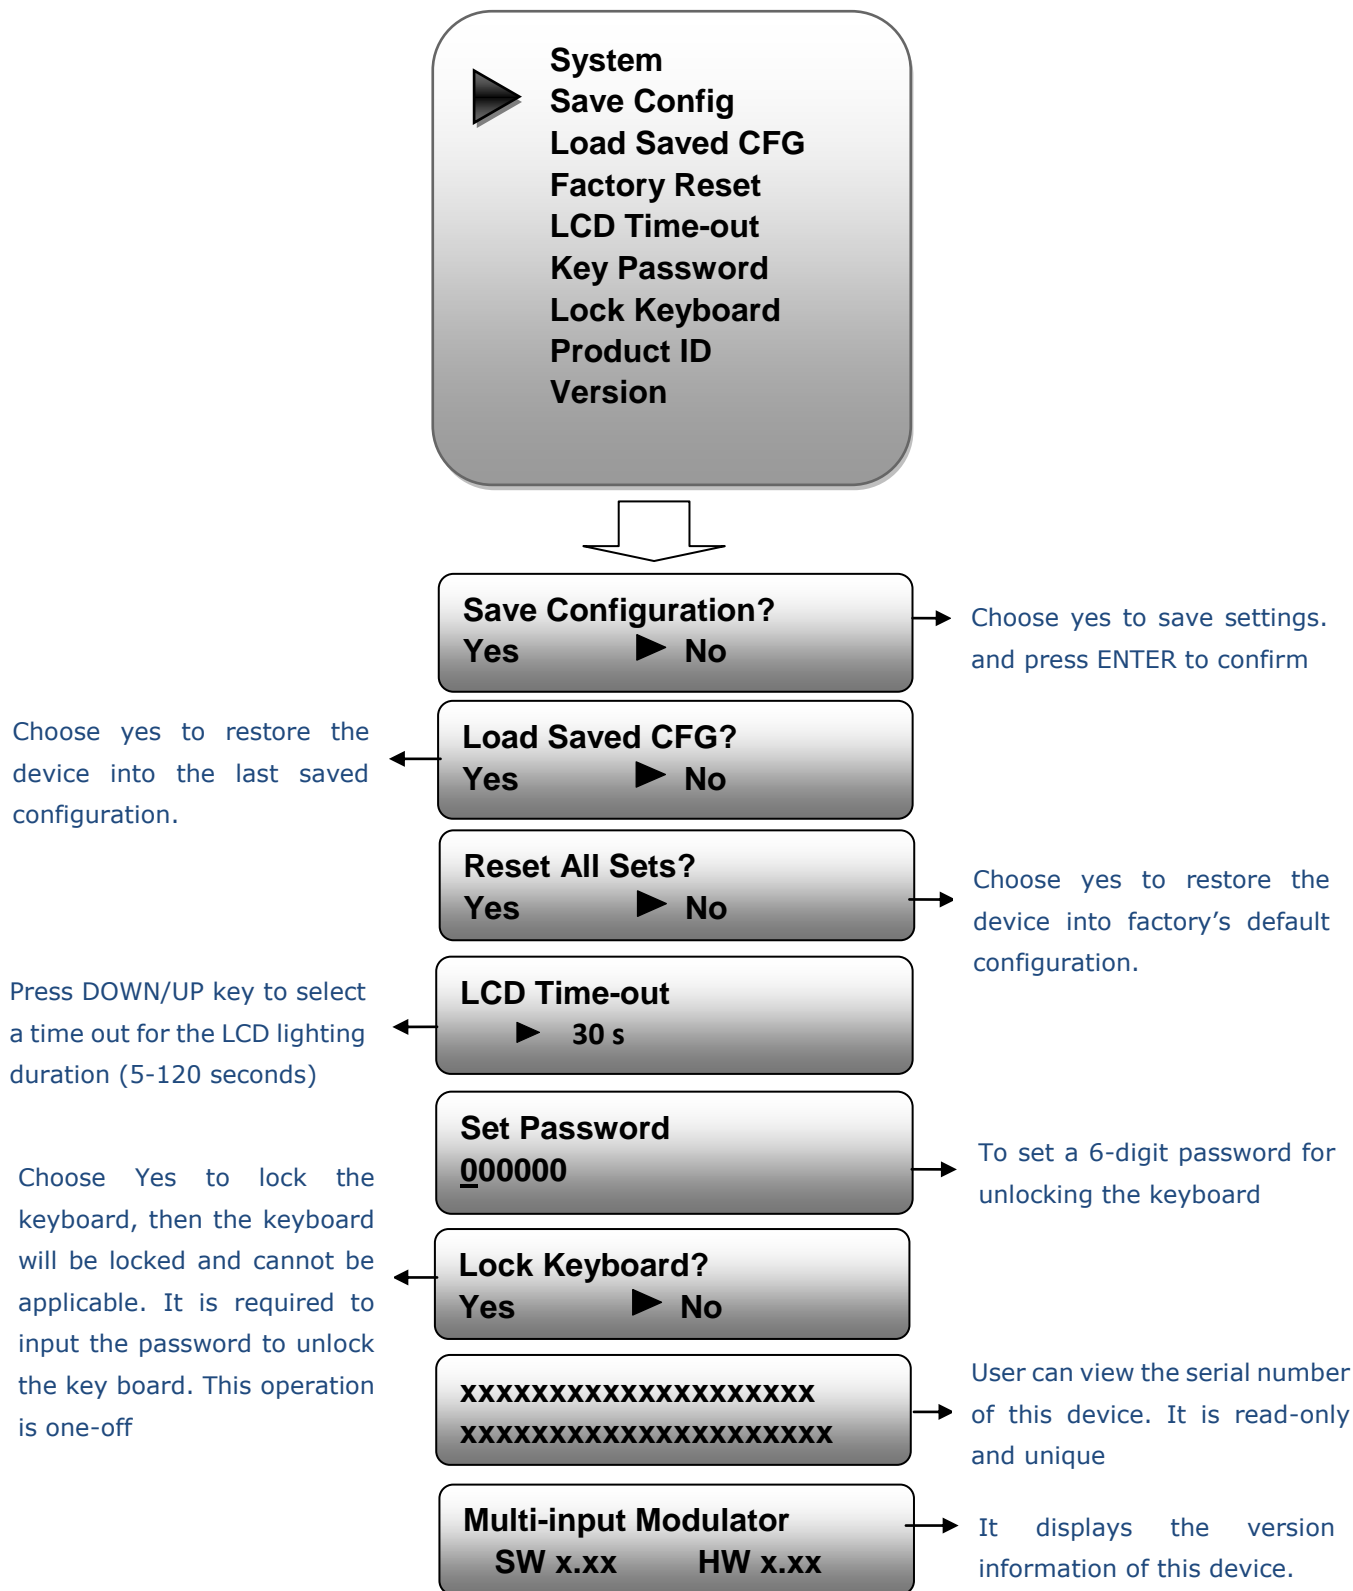 System
Save Config
Load Saved CFG
Factory Reset
LCD Time-out
Key Password
Lock Keyboard
Product ID
Version
Save Configuration?
Yes ► No
Choose yes to save settings.
and press ENTER to confirm
Choose yes to restore the
device into the last saved
configuration.
Load Saved CFG?
Yes ► No
Reset All Sets?
Yes ► No
Choose yes to restore the
device into factory’s default
configuration.
Press DOWN/UP key to select
a time out for the LCD lighting
duration (5-120 seconds)
LCD Time-out
► 30 s
Set Password
000000
To set a 6-digit password for
unlocking the keyboard
Choose Yes to lock the
keyboard, then the keyboard
will be locked and cannot be
applicable. It is required to
input the password to unlock
the key board. This operation
is one-off
Lock Keyboard?
Yes ► No
xxxxxxxxxxxxxxxxxxxx
xxxxxxxxxxxxxxxxxxxxx
User can view the serial number
of this device. It is read-only
and unique
Multi-input Modulator
SW x.xx HW x.xx
It displays the version
information of this device.